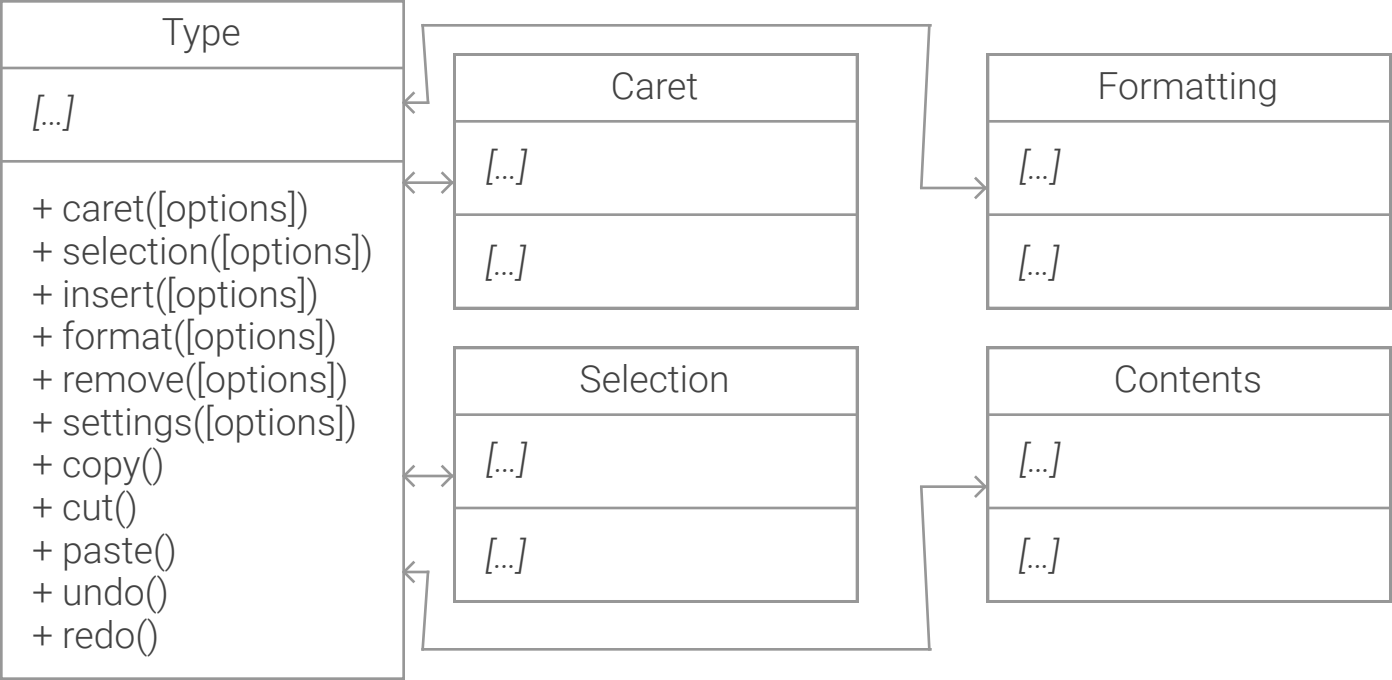 Type
[...]
+ caret([options])
+ selection([options])
+ insert([options])
+ format([options])
+ remove([options])
+ settings([options])
+ copy()
+ cut()
+ paste()
+ undo()
+ redo()
Caret
[...]
[...]
Formatting
[...]
[...]
Selection
[...]
[...]
Contents
[...]
[...]